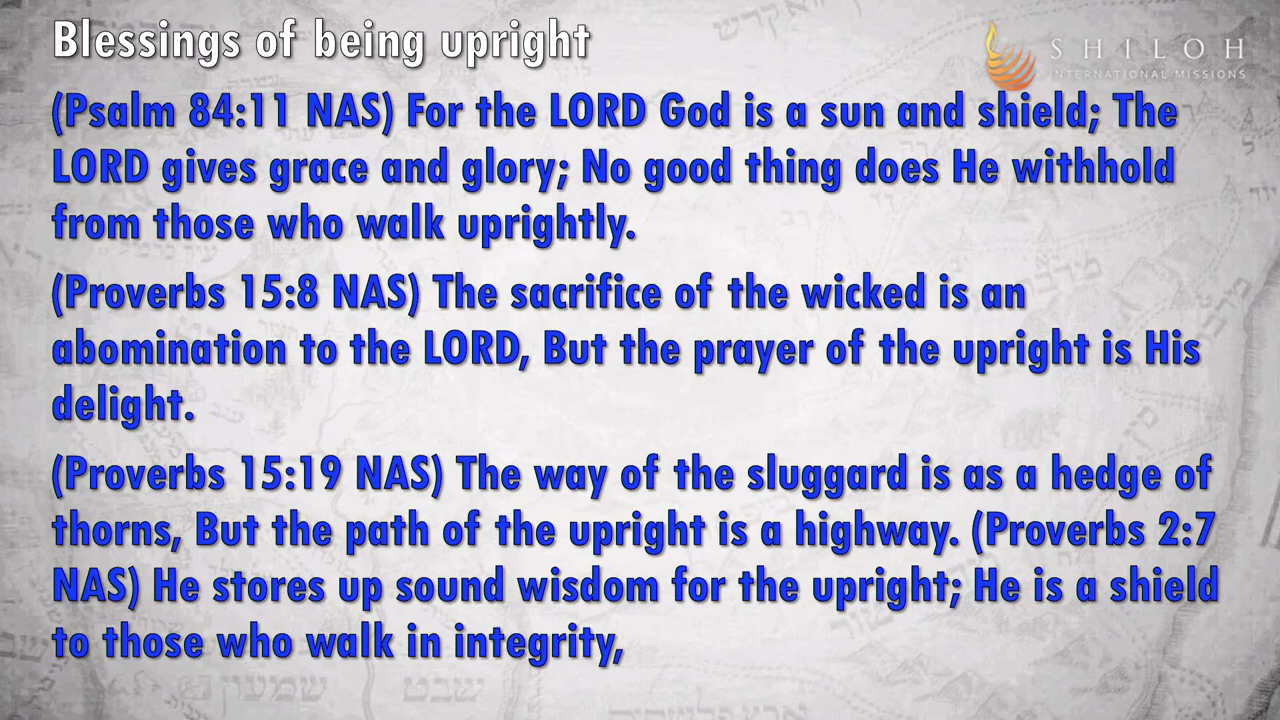 Blessings of being upright
SHILOH
INTERNATIONAL MISSIONS
(Psalm 84:11 NAS) For the LORD God is a sun and shield; The
LORD gives grace and glory; No good thing does He withhold
from those who walk uprightly.
(Proverbs 15:8 NAS) The sacrifice of the wicked is an
abomination to the LORD, But the prayer of the upright is His
delight.
(Proverbs 15:19 NAS) The way of the sluggard is as a hedge of
thorns, But the path of the upright is a highway. (Proverbs 2:7
NAS) He stores up sound wisdom for the upright; He is a shield
to those who walk in integrity,
שמעון
שבט